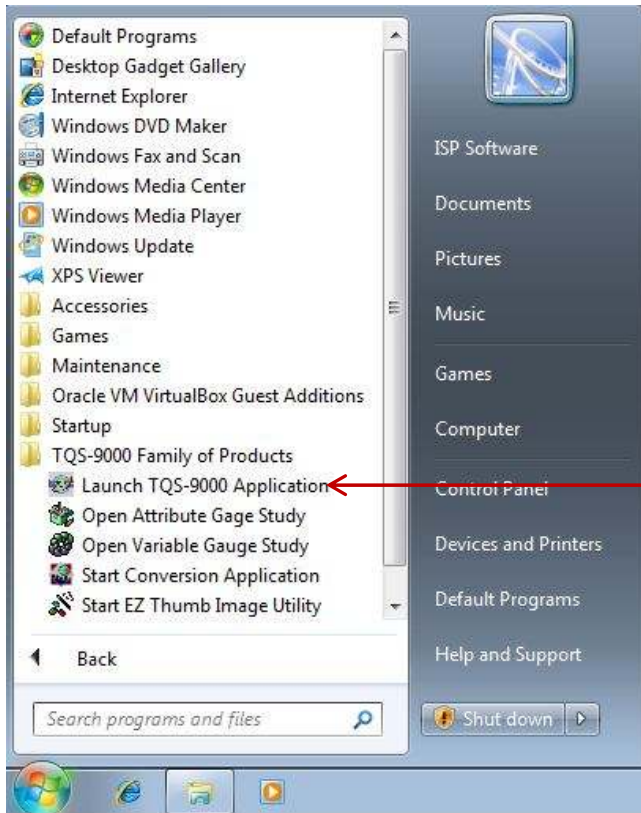 Default Programs
Desktop Gadget Gallery
Internet Explorer
Windows DVD Maker
Windows Fax and Scan
Windows Media Center
Windows Media Player
Windows Update
XPS Viewer
Accessories
Games
Maintenance
Oracle VM VirtualBox Guest Additions
Startup
TQS-9000 Family of Products
Launch TQS-9000 Application
Open Attribute Gage Study
Open Variable Gauge Study
Start Conversion Application
Start EZ Thumb Image Utility
Back
Search programs and files
ISP Software
Documents
Pictures
Music
Games
Computer
Control Panel
Devices and Printers
Default Programs
Help and Support
Shut down